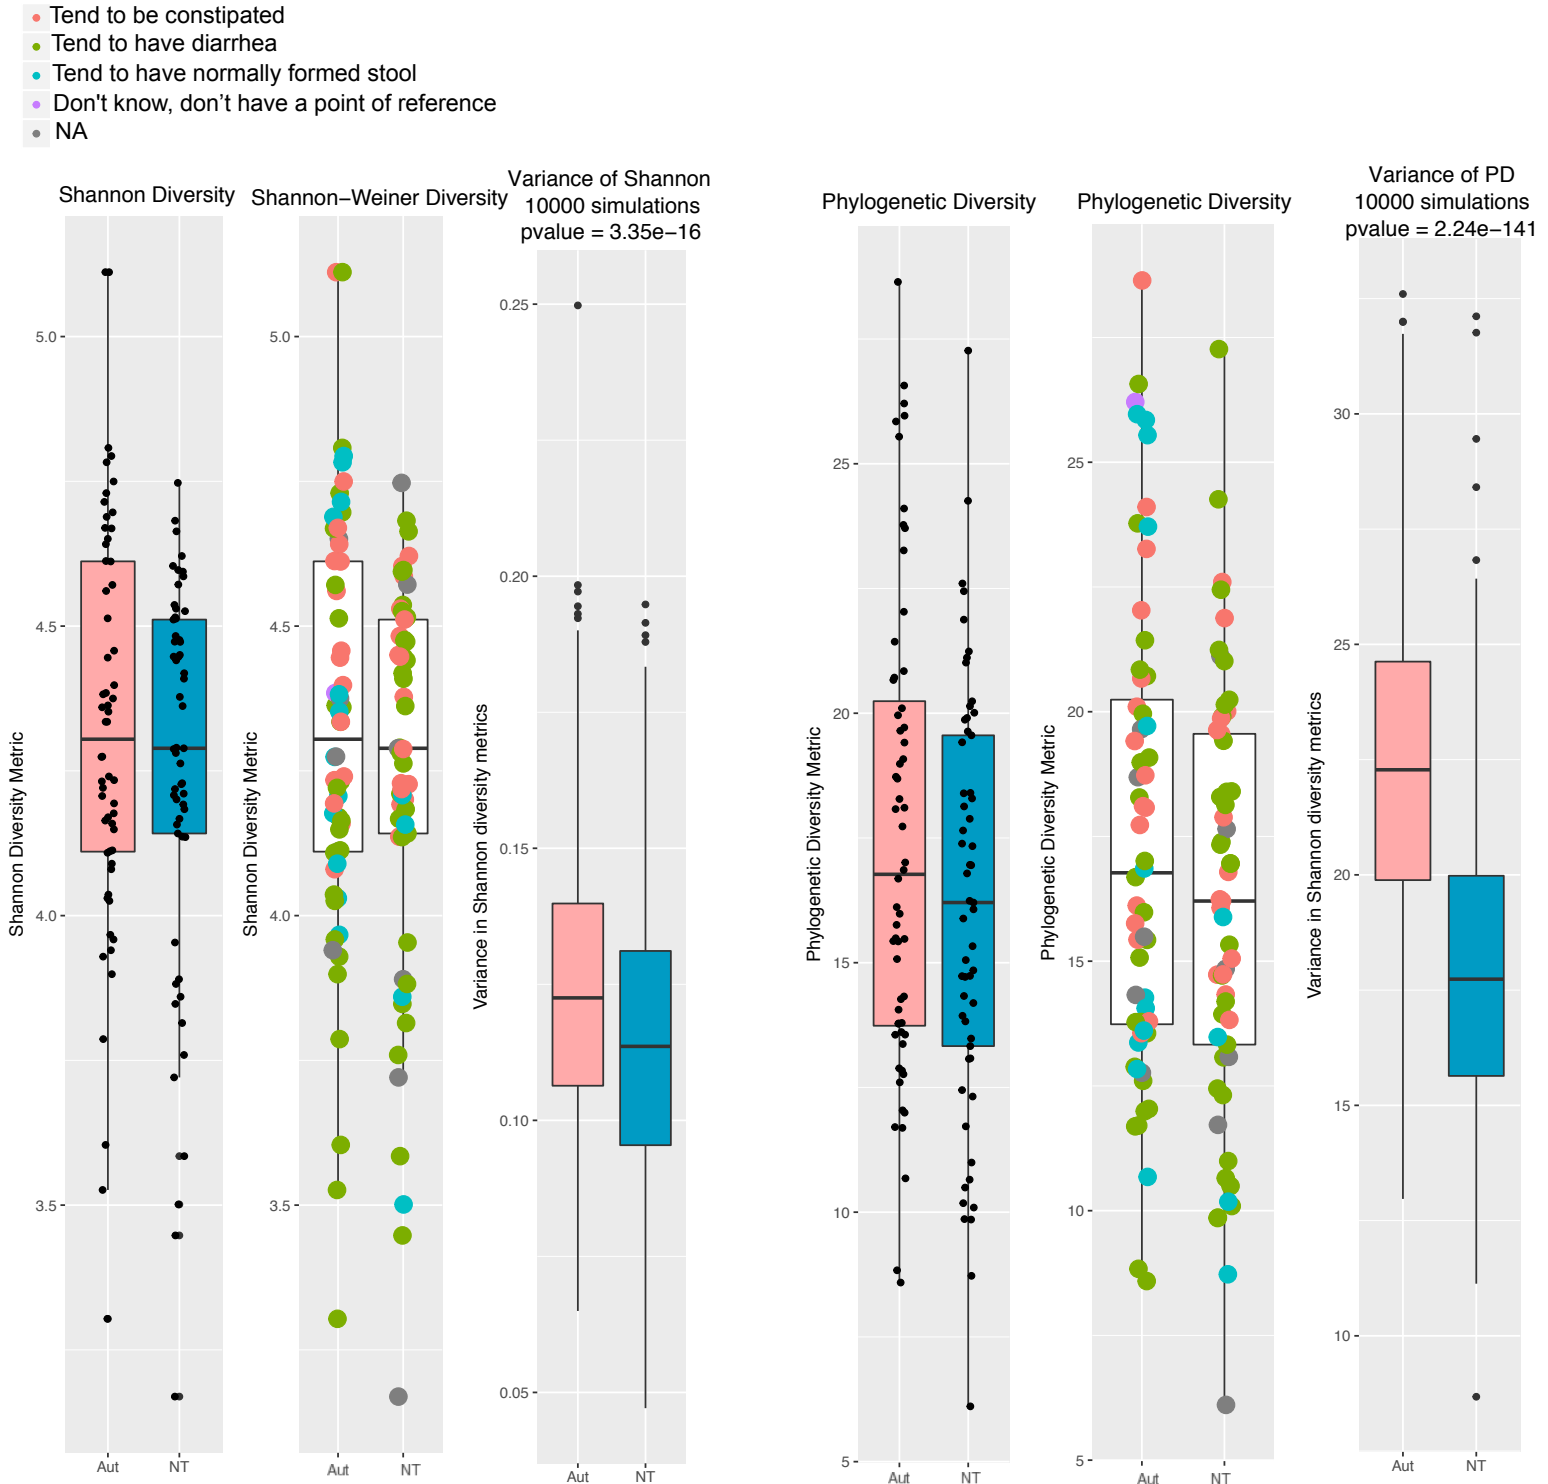 Tend to be constipated
Tend to have diarrhea
Tend to have normally formed stool
Don't know, don’t have a point of reference
NA
Shannon Diversity
Shannon Diversity Metric
5.0
4.5
4.0
3.5
Aut
NT
Shannon−Weiner Diversity
Shannon Diversity Metric
5.0
4.5
4.0
3.5
Aut
NT
Variance of Shannon
10000 simulations
pvalue = 3.35e−16
Variance in Shannon diversity metrics
0.25
0.20
0.15
0.10
0.05
Aut
NT
Phylogenetic Diversity
Phylogenetic Diversity Metric
25
20
15
10
5
Aut
NT
Phylogenetic Diversity
Phylogenetic Diversity Metric
25
20
15
10
5
Aut
NT
Variance of PD
10000 simulations
pvalue = 2.24e−141
Variance in Shannon diversity metrics
30
25
20
15
10
Aut
NT